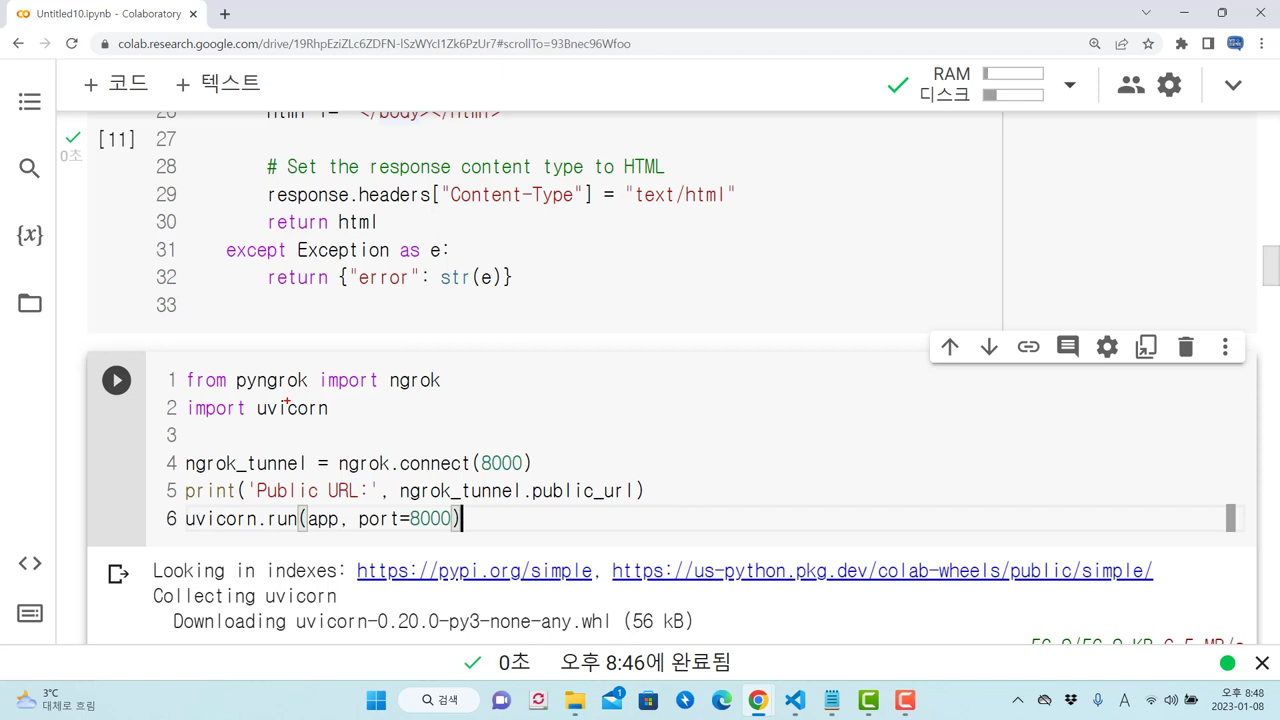 Untitled10.ipynb - Colaboratory
colab.research.google.com/drive/19RhpEziZLc6ZDFN-lSWYcI1Zk6PzUr7#scrollTo=93Bnec96Wfoo
+ 코드 + 텍스트
RAM
디스크
[11]
0초
27
28 # Set the response content type to HTML
29 response.headers["Content-Type"] = "text/html"
30 return html
31 except Exception as e:
32 return {"error": str(e)}
33
1 from pyngrok import ngrok
2 import uvicorn
3
4 ngrok_tunnel = ngrok.connect(8000)
5 print('Public URL:', ngrok_tunnel.public_url)
6 uvicorn.run(app, port=8000)
Looking in indexes: https://pypi.org/simple, https://us-python.pkg.dev/colab-wheels/public/simple/
Collecting uvicorn
Downloading uvicorn-0.20.0-py3-none-any.whl (56 kB)
0초 오후 8:46에 완료됨
3°C
대체로 흐림
검색
1
A
오후 8:48
2023-01-08